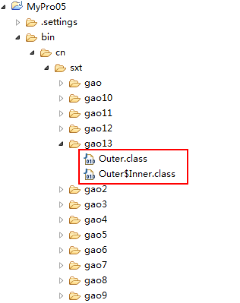 MyPro05
.settings
bin
cn
sxt
gao
gao10
gao11
gao12
gao13
Outer.class
Outer$Inner.class
gao2
gao3
gao4
gao5
gao6
gao7
gao8
gao9